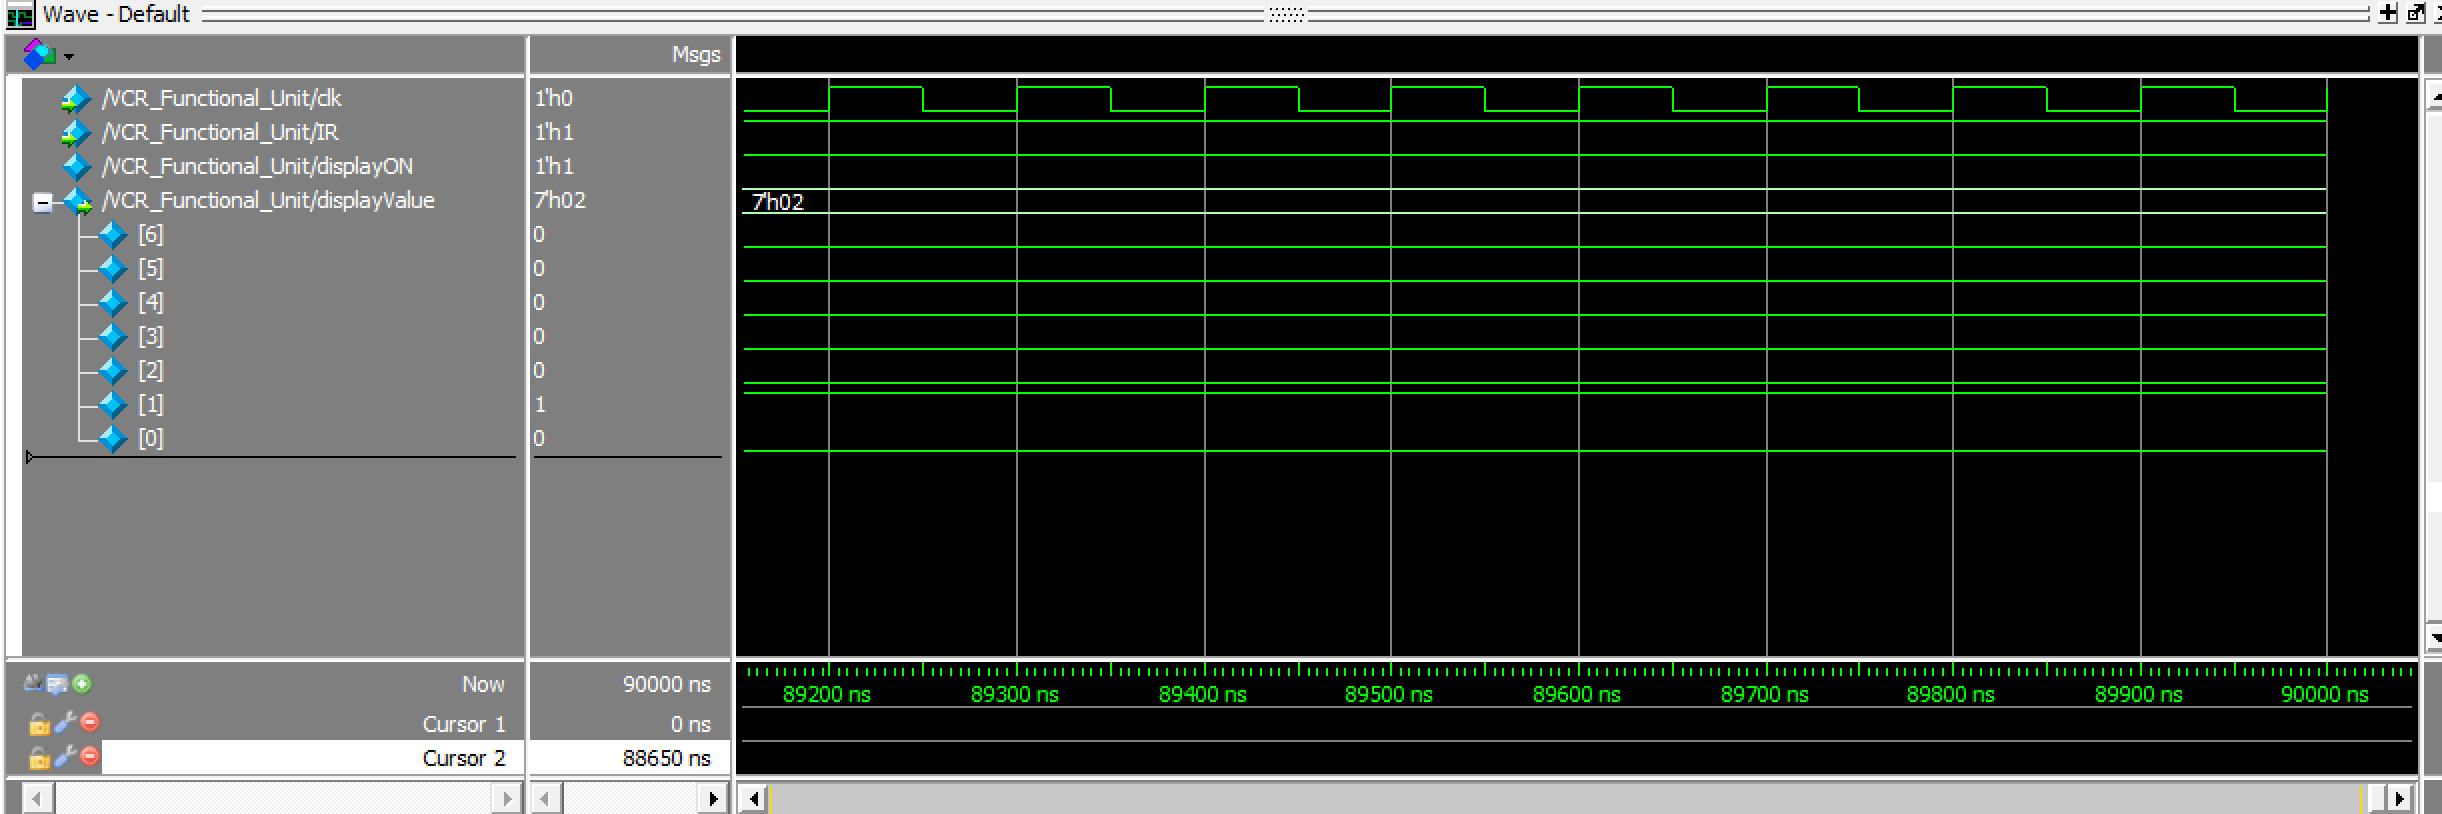 Wave - Default
Msgs
/VCR_Functional_Unit/clk 1'h0
/VCR_Functional_Unit/IR 1'h1
/VCR_Functional_Unit/displayON 1'h1
/VCR_Functional_Unit/displayValue 7'h02 7'h02
[6] 0
[5] 0
[4] 0
[3] 0
[2] 0
[1] 1
[0] 0
Now 90000 ns 89200 ns 89300 ns 89400 ns 89500 ns 89600 ns 89700 ns 89800 ns 89900 ns 90000 ns
Cursor 1 0 ns
Cursor 2 88650 ns